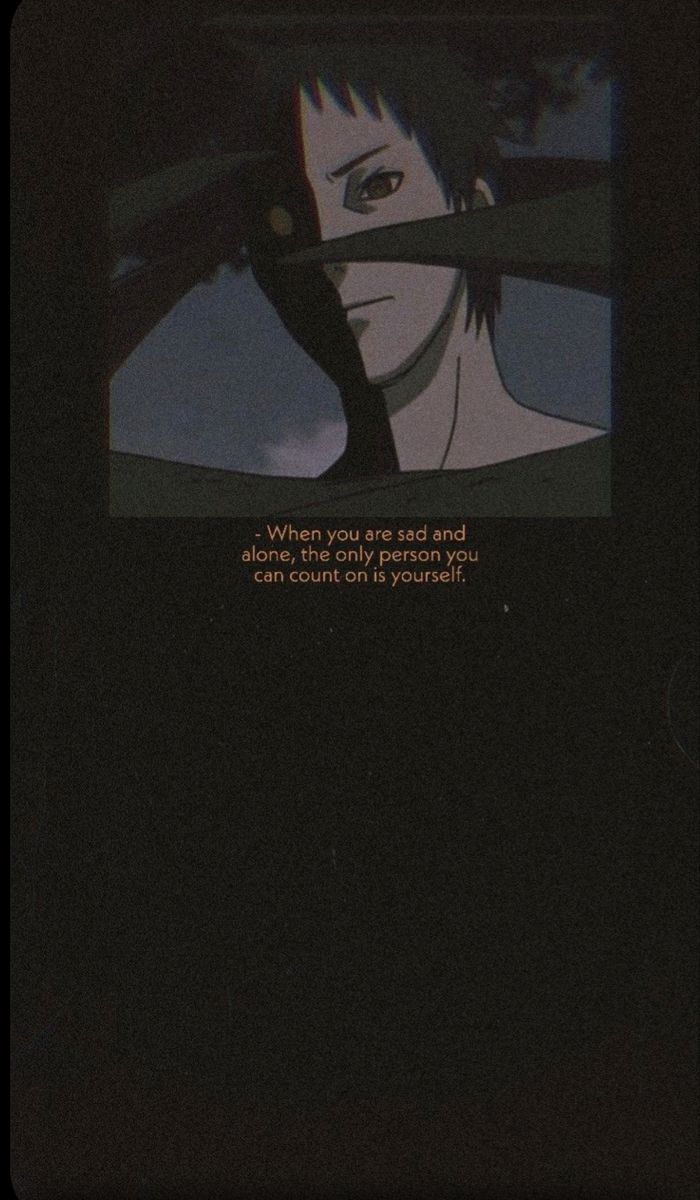 - When you are sad and
alone, the only person you
can count on is yourself.